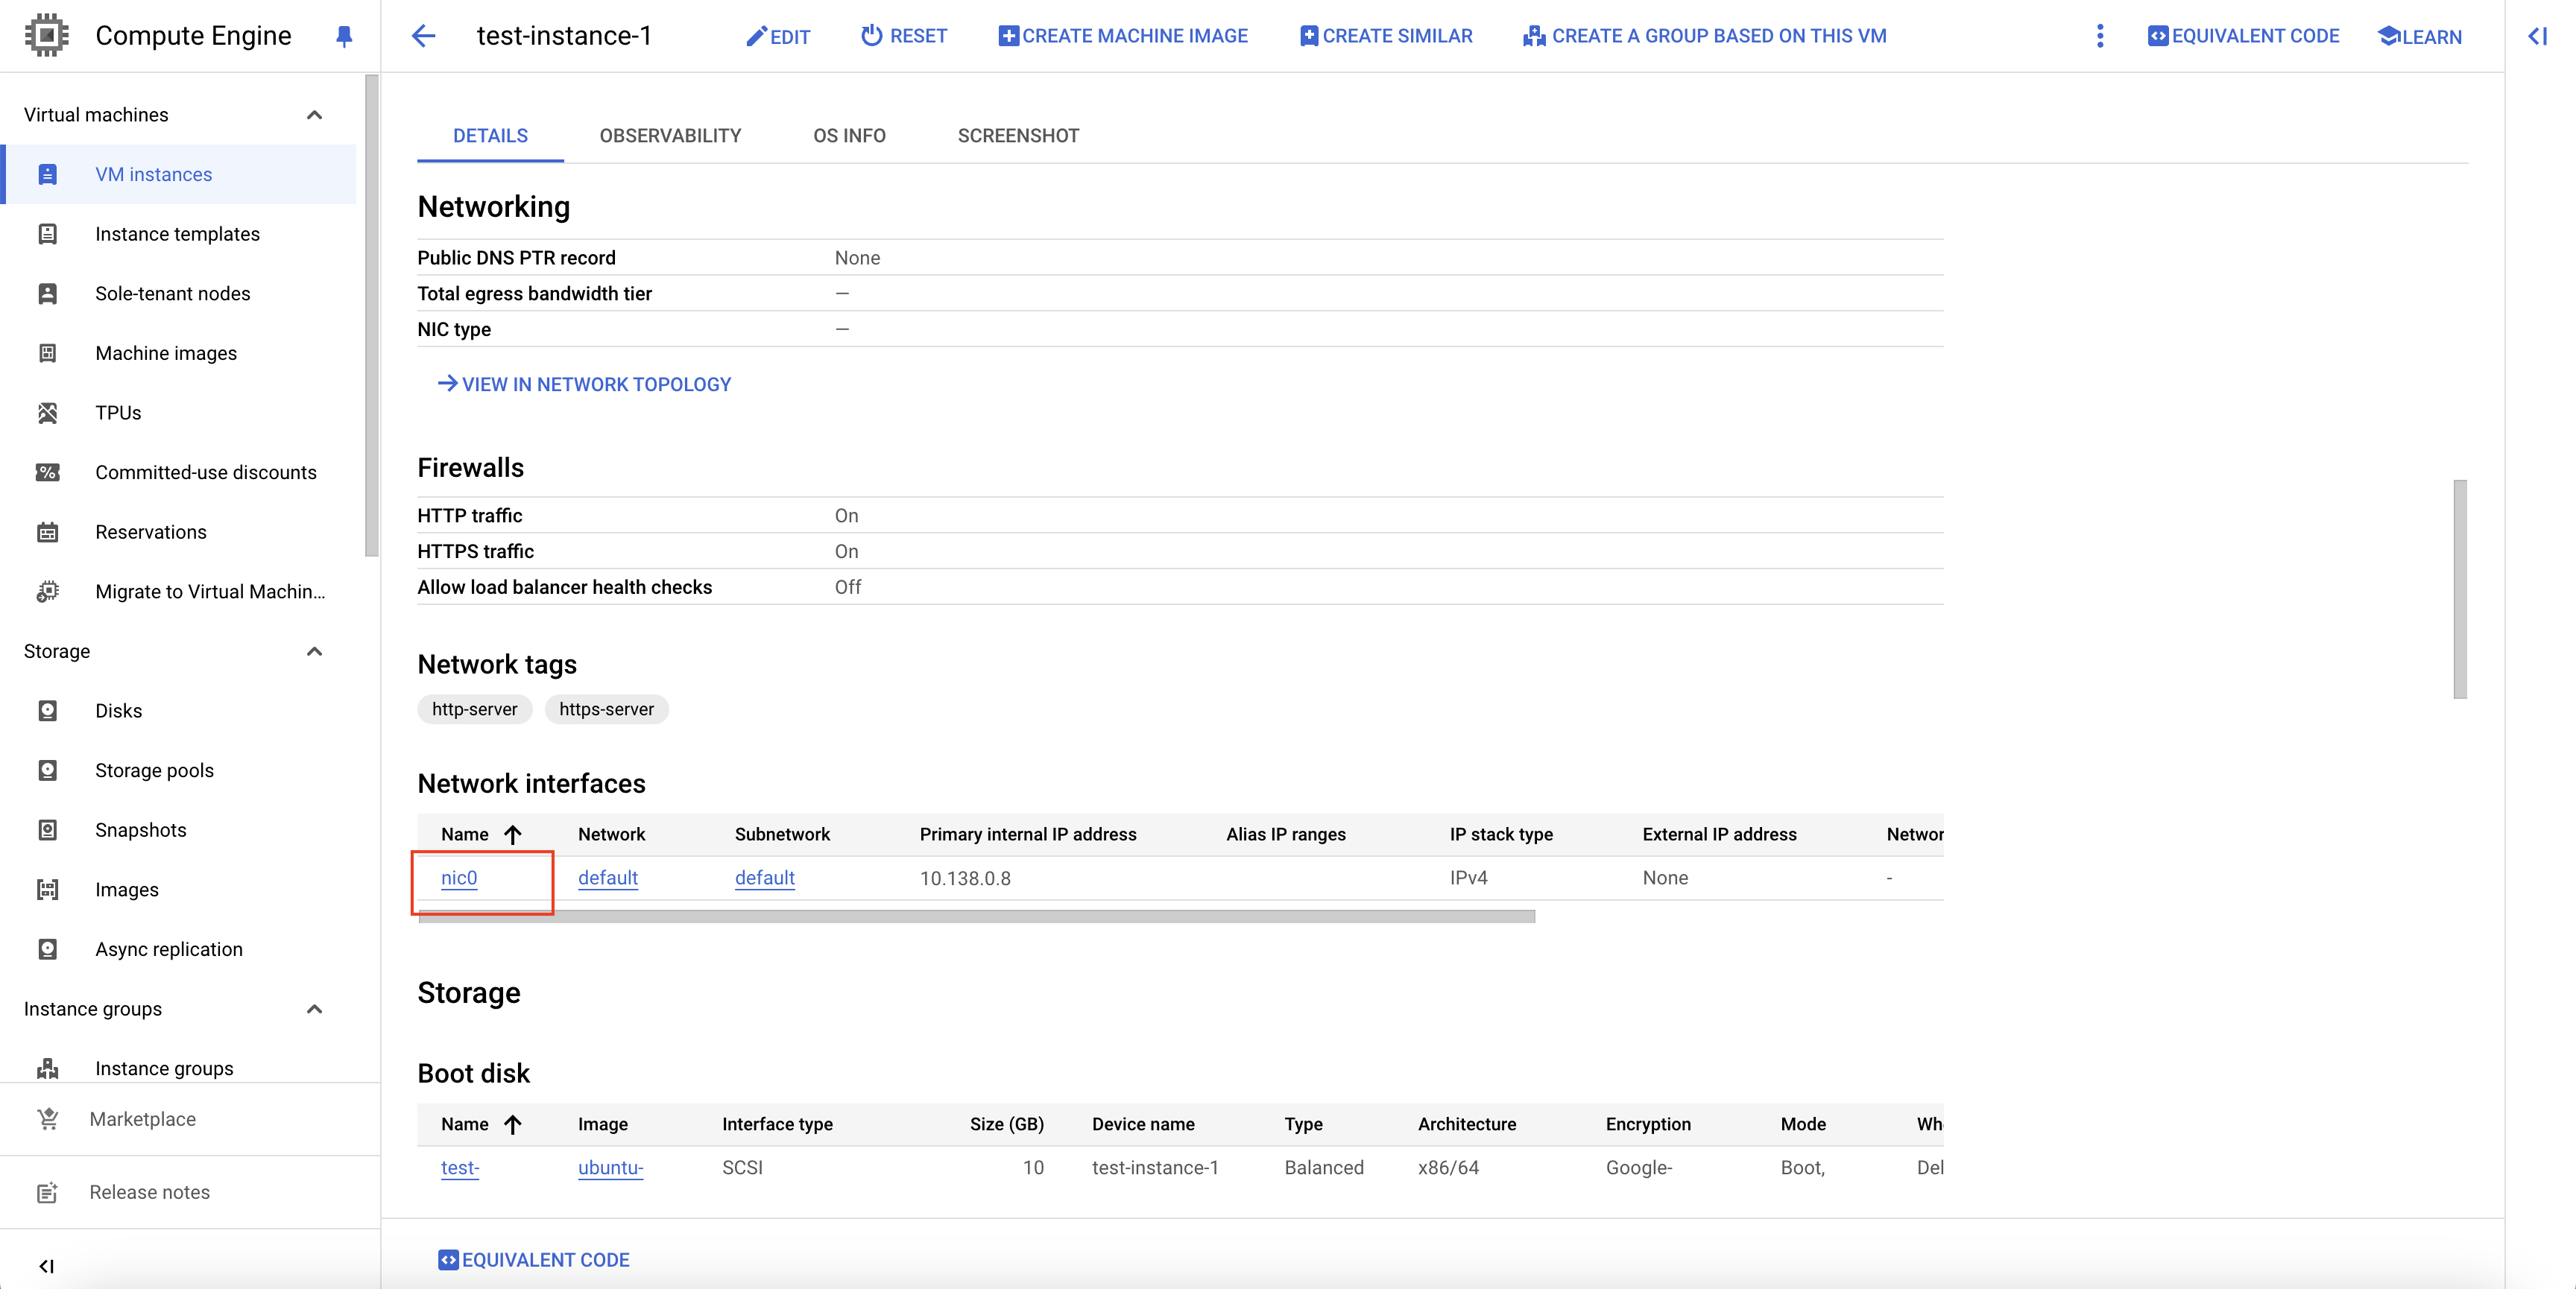 Compute Engine
test-instance-1
EDIT
RESET
CREATE MACHINE IMAGE
CREATE SIMILAR
CREATE A GROUP BASED ON THIS VM
EQUIVALENT CODE
LEARN
Virtual machines
VM instances
Instance templates
Sole-tenant nodes
Machine images
TPUs
Committed-use discounts
Reservations
Migrate to Virtual Machin...
Storage
Disks
Storage pools
Snapshots
Images
Async replication
Instance groups
Instance groups
Marketplace
Release notes
DETAILS OBSERVABILITY OS INFO SCREENSHOT
Networking
Public DNS PTR record None
Total egress bandwidth tier —
NIC type —
VIEW IN NETWORK TOPOLOGY
Firewalls
HTTP traffic On
HTTPS traffic On
Allow load balancer health checks Off
Network tags
http-server https-server
Network interfaces
Name Network Subnetwork Primary internal IP address Alias IP ranges IP stack type External IP address Networ
nic0 default default 10.138.0.8 IPv4 None -
Storage
Boot disk
Name Image Interface type Size (GB) Device name Type Architecture Encryption Mode Wh
test- ubuntu- SCSI 10 test-instance-1 Balanced x86/64 Google- Boot, Del
EQUIVALENT CODE